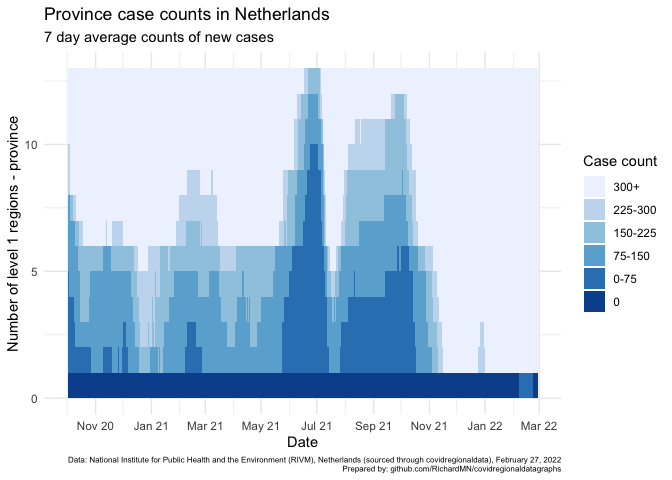 Province case counts in Netherlands
7 day average counts of new cases
Number of level 1 regions - province
10
5
0
Nov 20 Jan 21 Mar 21 May 21 Jul 21 Sep 21 Nov 21 Jan 22 Mar 22
Date
Case count
300+
225-300
150-225
75-150
0-75
0
Data: National Institute for Public Health and the Environment (RIVM), Netherlands (sourced through covidregionaldata), February 27, 2022
Prepared by: github.com/RichardMN/covidregionaldatagraphs